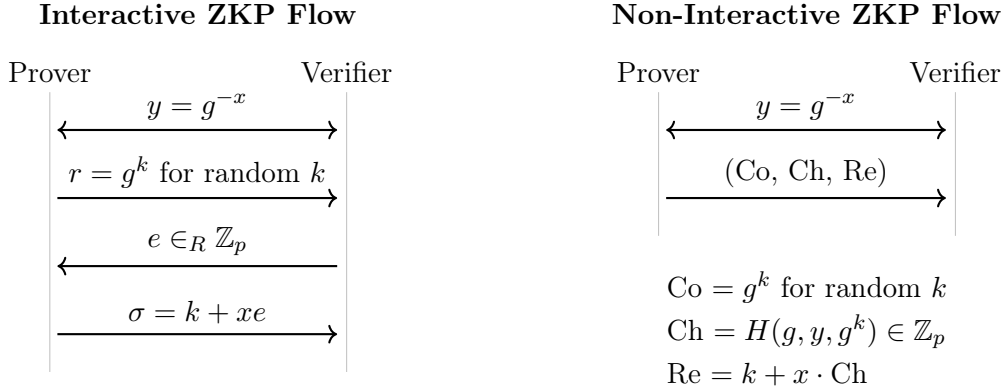 Interactive ZKP Flow
Prover Verifier
y = g^{-x}
r = g^k for random k
e ∈_R ℤ_p
σ = k + xe
Non-Interactive ZKP Flow
Prover Verifier
y = g^{-x}
(Co, Ch, Re)
Co = g^k for random k
Ch = H(g, y, g^k) ∈ ℤ_p
Re = k + x · Ch